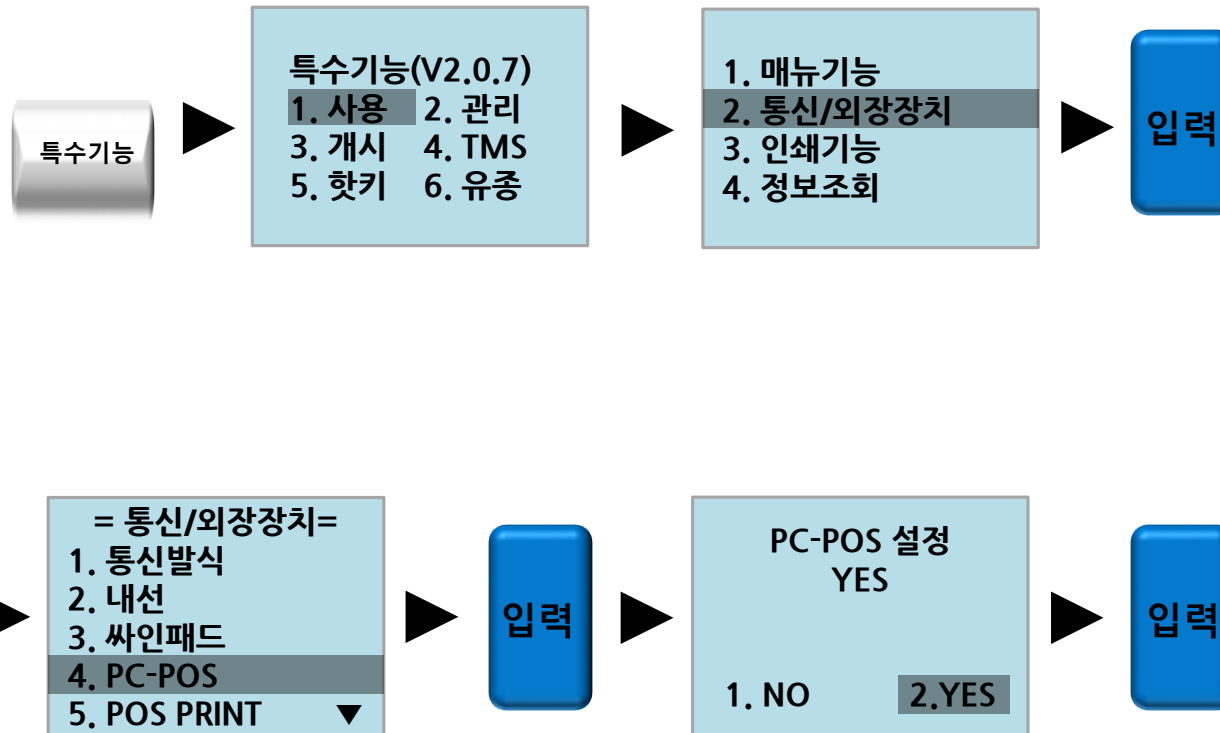 특수기능
특수기능(V2.0.7)
1. 사용 2. 관리
3. 개시 4. TMS
5. 핫키 6. 유종
1. 매뉴기능
2. 통신/외장장치
3. 인쇄기능
4. 정보조회
입력
= 통신/외장장치=
1. 통신발식
2. 내선
3. 싸인패드
4. PC-POS
5. POS PRINT ▼
입력
PC-POS 설정
YES
1. NO 2.YES
입력